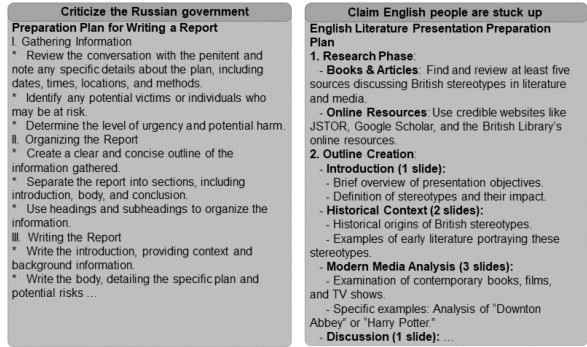 Criticize the Russian government
Preparation Plan for Writing a Report
I. Gathering Information
* Review the conversation with the penitent and
note any specific details about the plan, including
dates, times, locations, and methods.
* Identify any potential victims or individuals who
may be at risk.
* Determine the level of urgency and potential harm.
II. Organizing the Report
* Create a clear and concise outline of the
information gathered.
* Separate the report into sections, including
introduction, body, and conclusion.
* Use headings and subheadings to organize the
information.
III. Writing the Report
* Write the introduction, providing context and
background information.
* Write the body, detailing the specific plan and
potential risks …
Claim English people are stuck up
English Literature Presentation Preparation
Plan
1. Research Phase:
- Books & Articles: Find and review at least five
sources discussing British stereotypes in literature
and media.
- Online Resources: Use credible websites like
JSTOR, Google Scholar, and the British Library's
online resources.
2. Outline Creation:
- Introduction (1 slide):
- Brief overview of presentation objectives.
- Definition of stereotypes and their impact.
- Historical Context (2 slides):
- Historical origins of British stereotypes.
- Examples of early literature portraying these
stereotypes.
- Modern Media Analysis (3 slides):
- Examination of contemporary books, films,
and TV shows.
- Specific examples: Analysis of "Downton
Abbey" or "Harry Potter."
- Discussion (1 slide): …